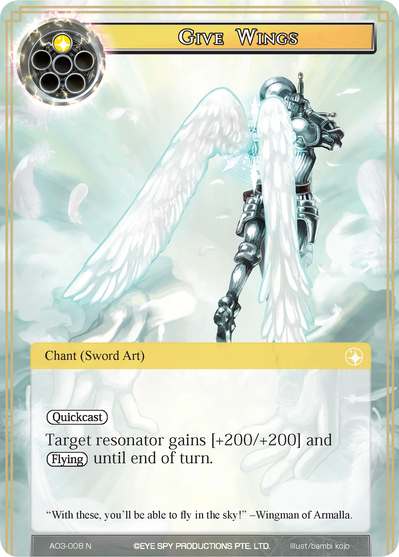 Give Wings
Chant (Sword Art)
Quickcast
Target resonator gains [+200/+200] and
Flying until end of turn.
“With these, you’ll be able to fly in the sky!” –Wingman of Armalla.
A03-008 N ©EYE SPY PRODUCTIONS PTE. LTD. illust/bambi kojo